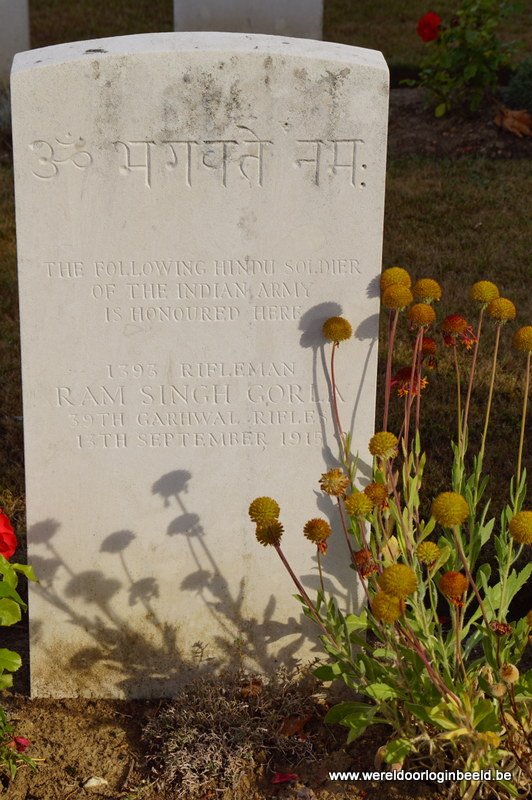 ॐ भगवते नमः
THE FOLLOWING HINDU SOLDIER
OF THE INDIAN ARMY
IS HONOURED HERE
1393 RIFLEMAN
RAM SINGH GORLA
39TH GARHWAL RIFLES
13TH SEPTEMBER 1915
www.wereldoorloginbeeld.be